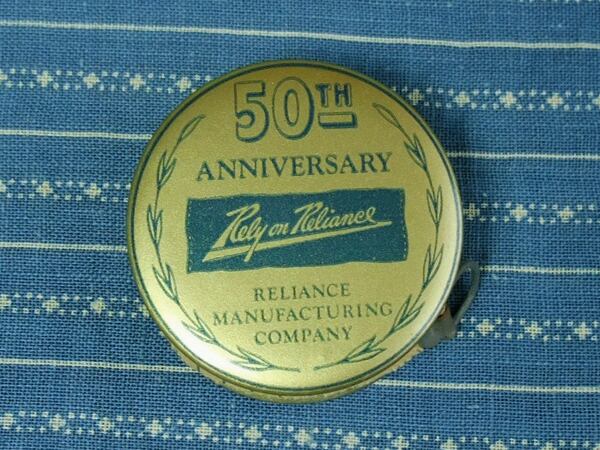 50TH
ANNIVERSARY
Rely on Reliance
RELIANCE
MANUFACTURING
COMPANY